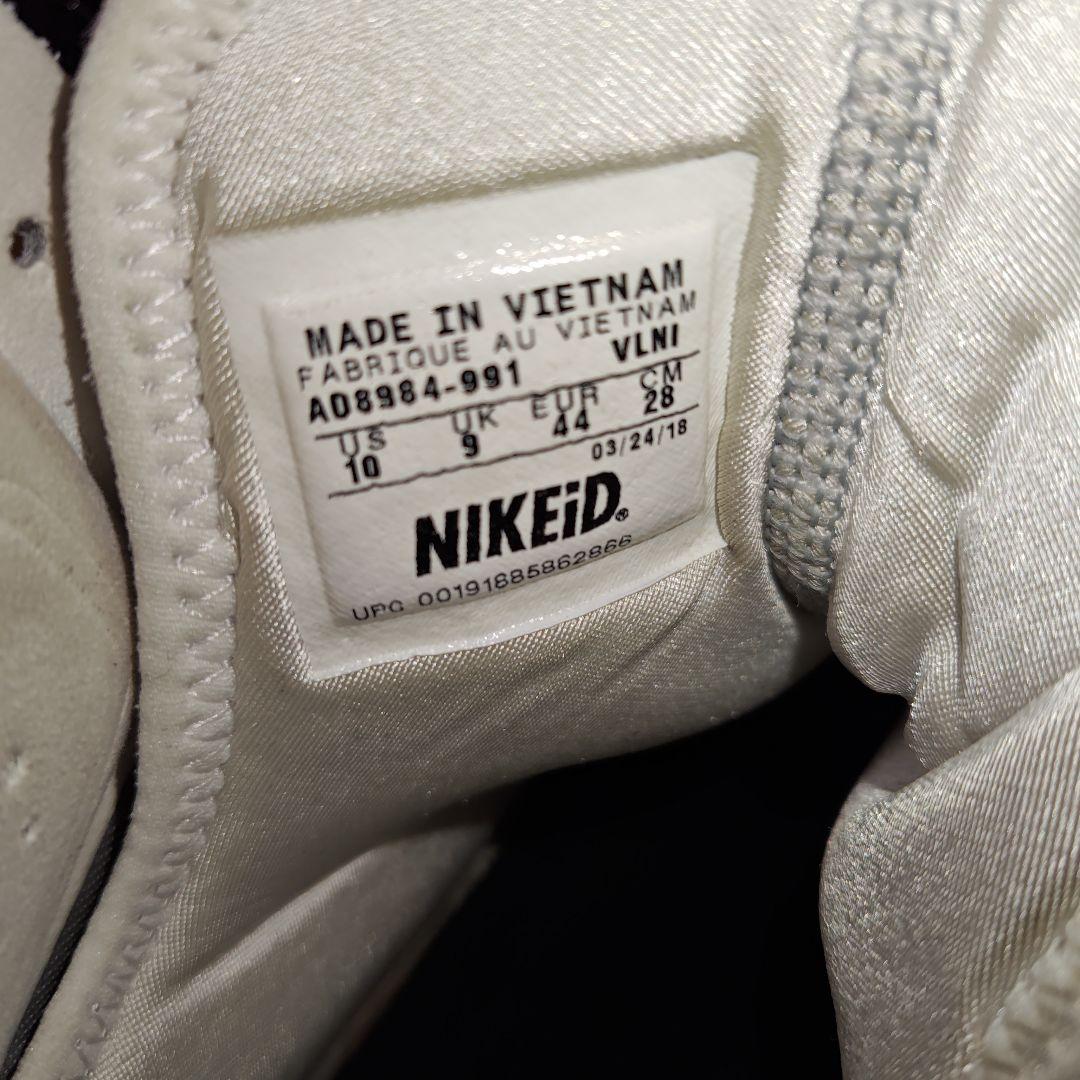 MADE IN VIETNAM
FABRIQUE AU VIETNAM
AO8984-991 VLNI
US UK EUR CM
10 9 44 28
03/24/18
NIKEiD®
UPC 00191885862866